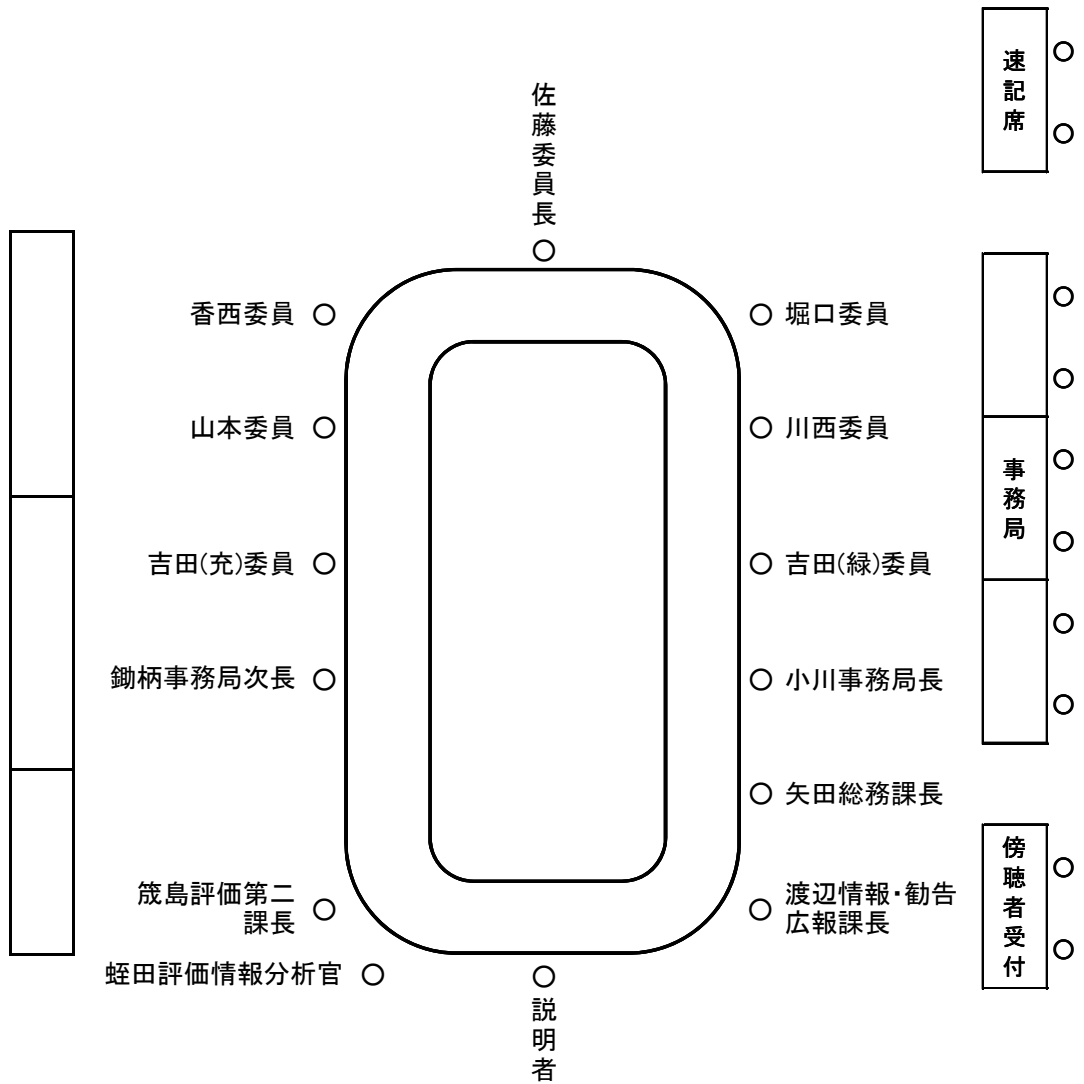 速記席
佐藤委員長
香西委員
堀口委員
山本委員
川西委員
事務局
吉田(充)委員
吉田(緑)委員
鋤柄事務局次長
小川事務局長
矢田総務課長
傍聴者受付
筬島評価第二
課長
渡辺情報・勧告
広報課長
蛭田評価情報分析官
説明者